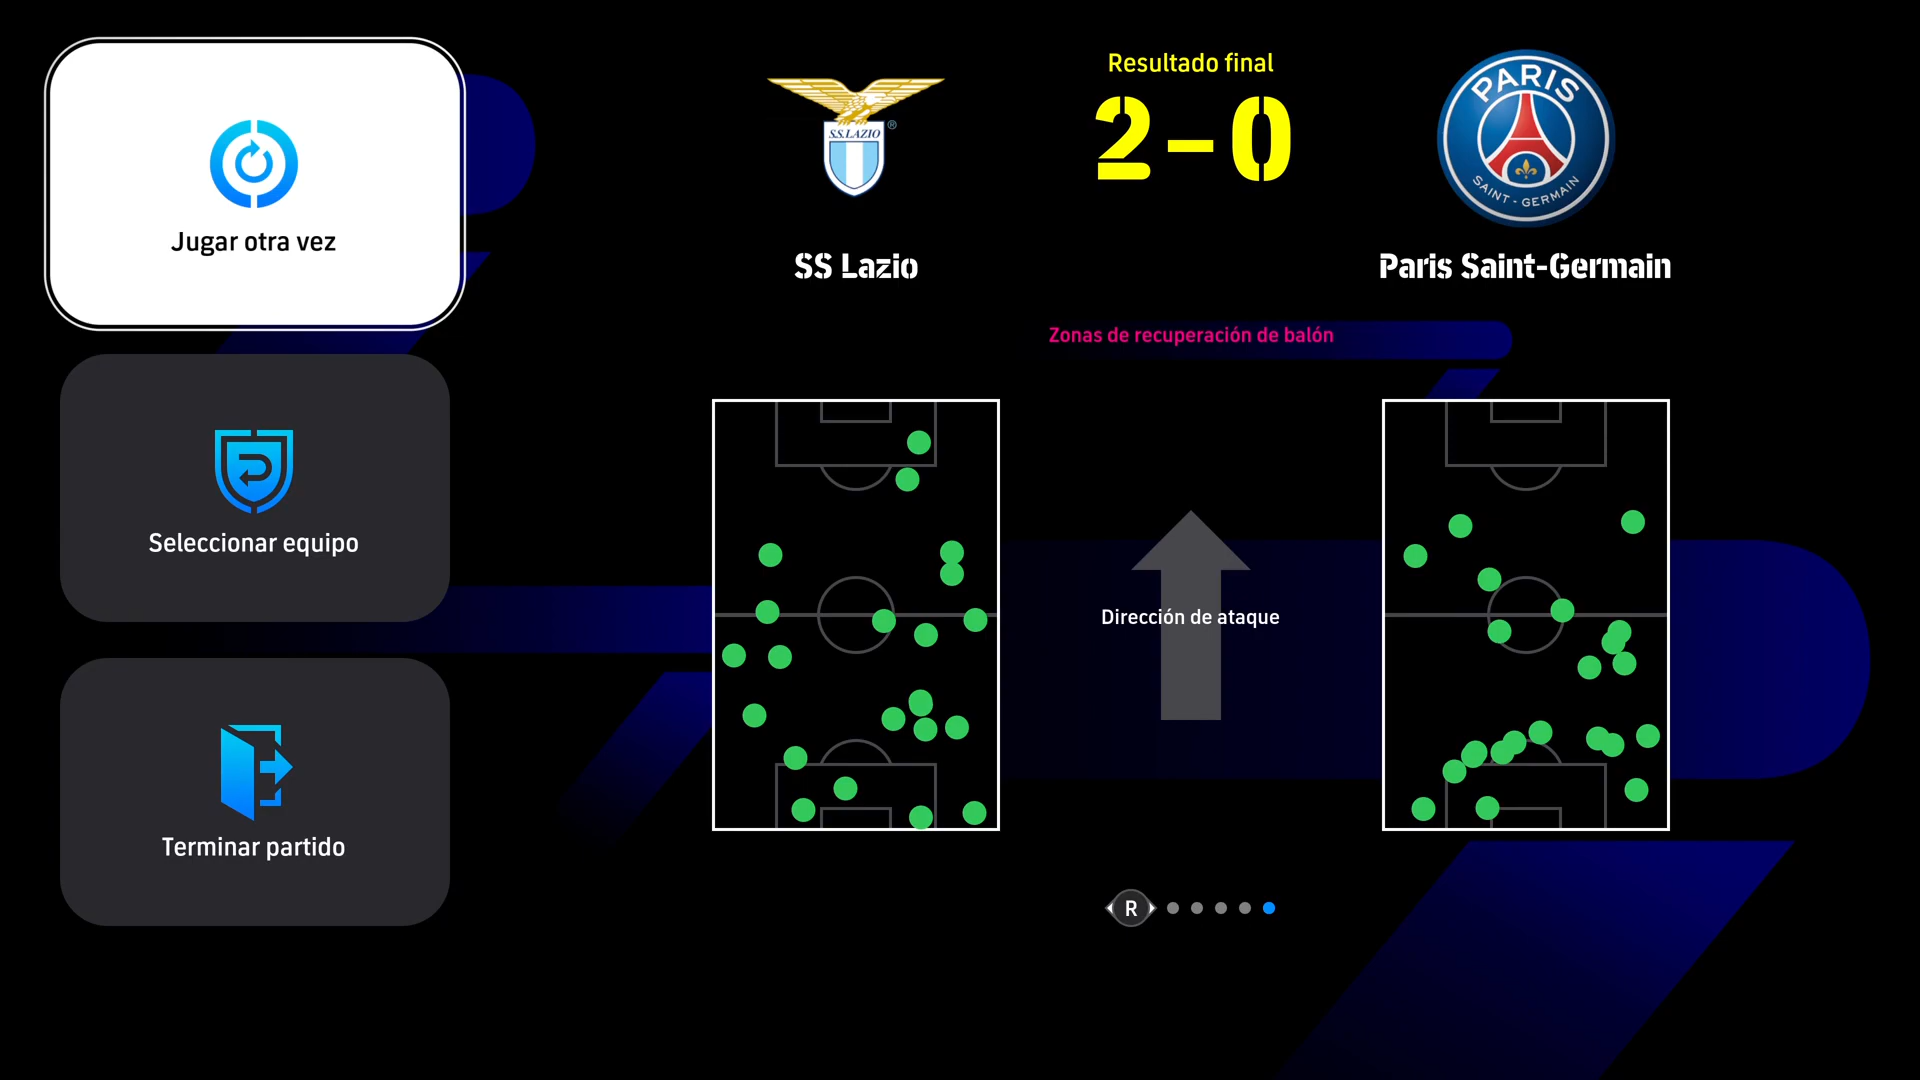 Jugar otra vez
Seleccionar equipo
Terminar partido
Resultado final
2-0
S.S.LAZIO
®
SS Lazio
PARIS
SAINT-GERMAIN
Paris Saint-Germain
Zonas de recuperación de balón
Dirección de ataque
R